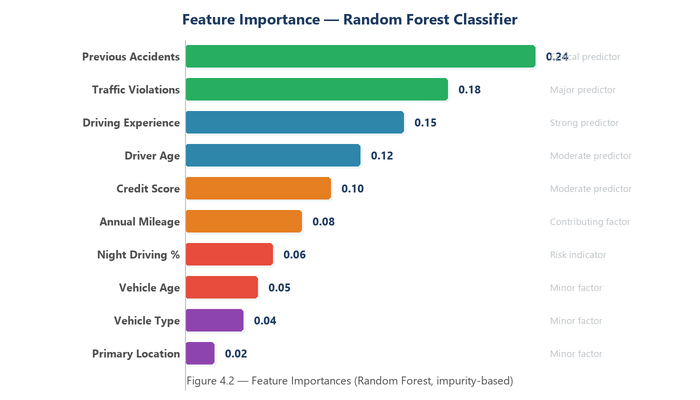 Feature Importance — Random Forest Classifier
Previous Accidents 0.24 predictor
Traffic Violations 0.18 Major predictor
Driving Experience 0.15 Strong predictor
Driver Age 0.12 Moderate predictor
Credit Score 0.10 Moderate predictor
Annual Mileage 0.08 Contributing factor
Night Driving % 0.06 Risk indicator
Vehicle Age 0.05 Minor factor
Vehicle Type 0.04 Minor factor
Primary Location 0.02 Minor factor
Figure 4.2 — Feature Importances (Random Forest, impurity-based)